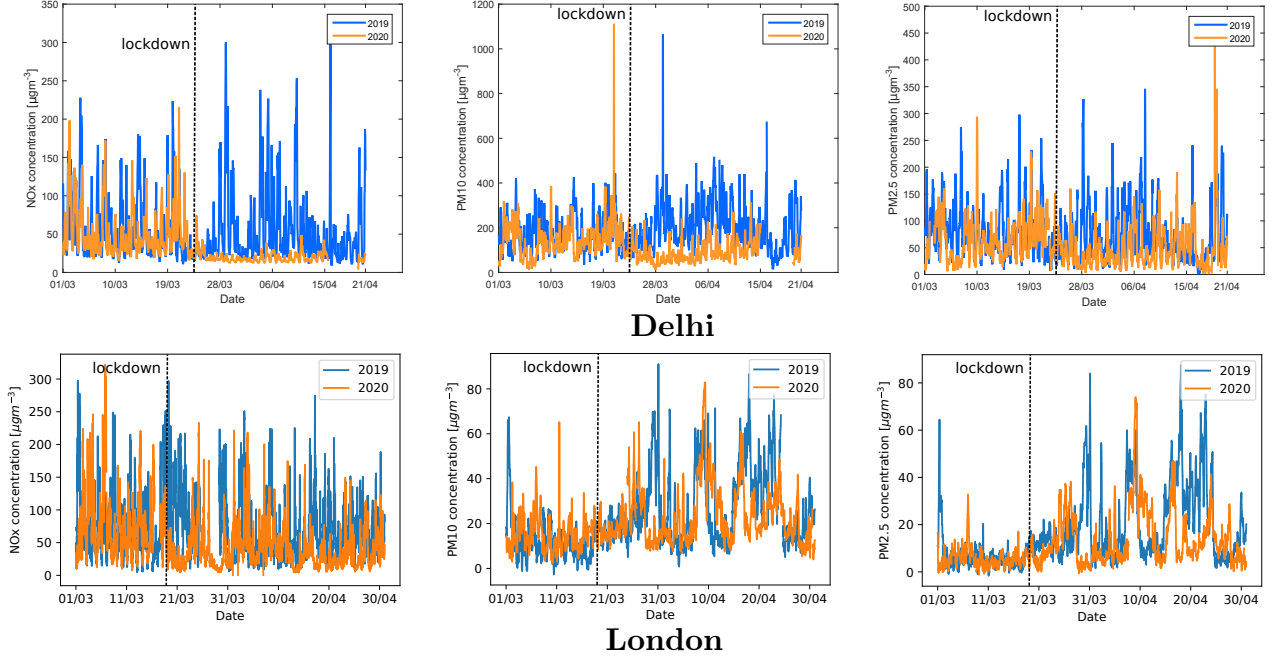 350
300
250
200
150
100
50
0
NOx concentration [µgm-3]
lockdown
2019
2020
01/03 10/03 19/03 28/03 06/04 15/04 21/04
Date
1200
1000
800
600
400
200
0
PM10 concentration [µgm-3]
lockdown
2019
2020
01/03 10/03 19/03 28/03 06/04 15/04 21/04
Date
500
450
400
350
300
250
200
150
100
50
0
PM2.5 concentration [µgm-3]
lockdown
2019
2020
01/03 10/03 19/03 28/03 06/04 15/04 21/04
Date
Delhi
300
250
200
150
100
50
0
NOx concentration [µgm−3]
lockdown
2019
2020
01/03 11/03 21/03 31/03 10/04 20/04 30/04
Date
80
60
40
20
0
PM10 concentration [µgm−3]
lockdown
2019
2020
01/03 11/03 21/03 31/03 10/04 20/04 30/04
Date
80
60
40
20
0
PM2.5 concentration [µgm−3]
lockdown
2019
2020
01/03 11/03 21/03 31/03 10/04 20/04 30/04
Date
London